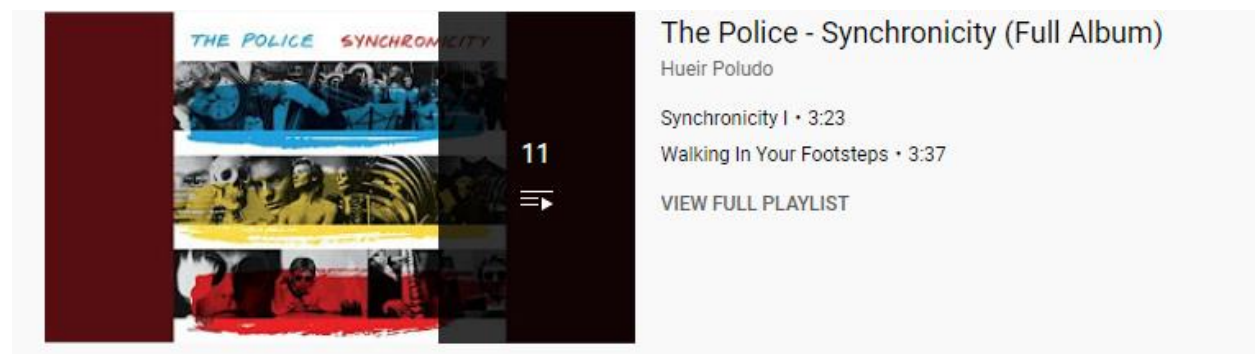 THE POLICE SYNCHRONICITY
11
The Police - Synchronicity (Full Album)
Hueir Poludo
Synchronicity I • 3:23
Walking In Your Footsteps • 3:37
VIEW FULL PLAYLIST